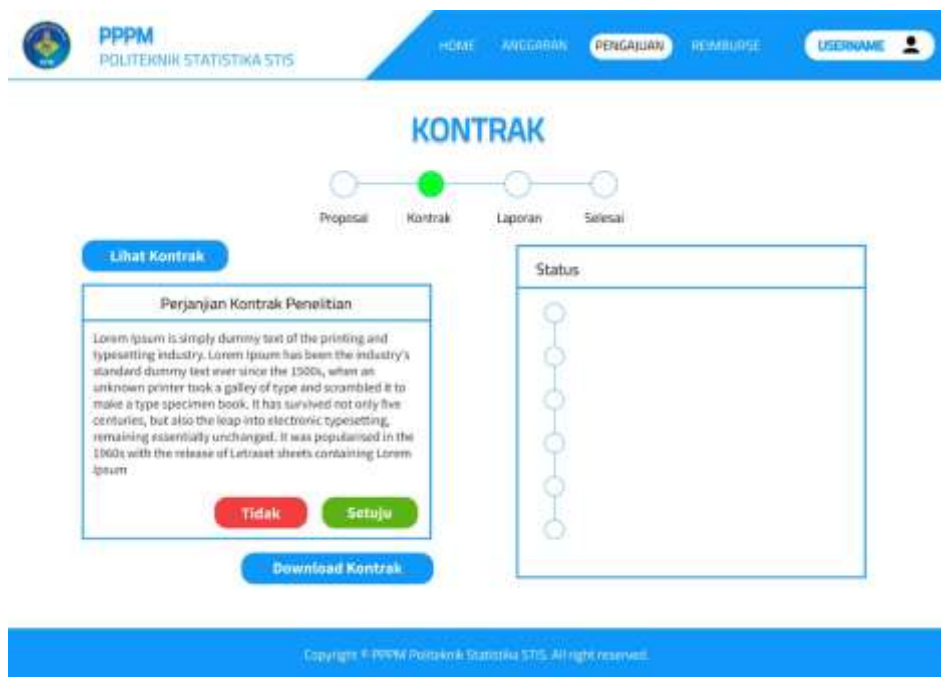 PPPM
POLITEKNIK STATISTIKA STIS
HOME ANGGARAN PENGAJUAN REIMBURSE USERNAME
KONTRAK
Proposal Kontrak Laporan Selesai
Lihat Kontrak
Perjanjian Kontrak Penelitian
Lorem Ipsum is simply dummy text of the printing and
typesetting industry. Lorem Ipsum has been the industry's
standard dummy text ever since the 1500s, when an
unknown printer took a galley of type and scrambled it to
make a type specimen book. It has survived not only five
centuries, but also the leap into electronic typesetting,
remaining essentially unchanged. It was popularised in the
1960s with the release of Letraset sheets containing Lorem
Ipsum
Tidak Setuju
Download Kontrak
Status
Copyright © PPPM Politeknik Statistika STIS. All right reserved.